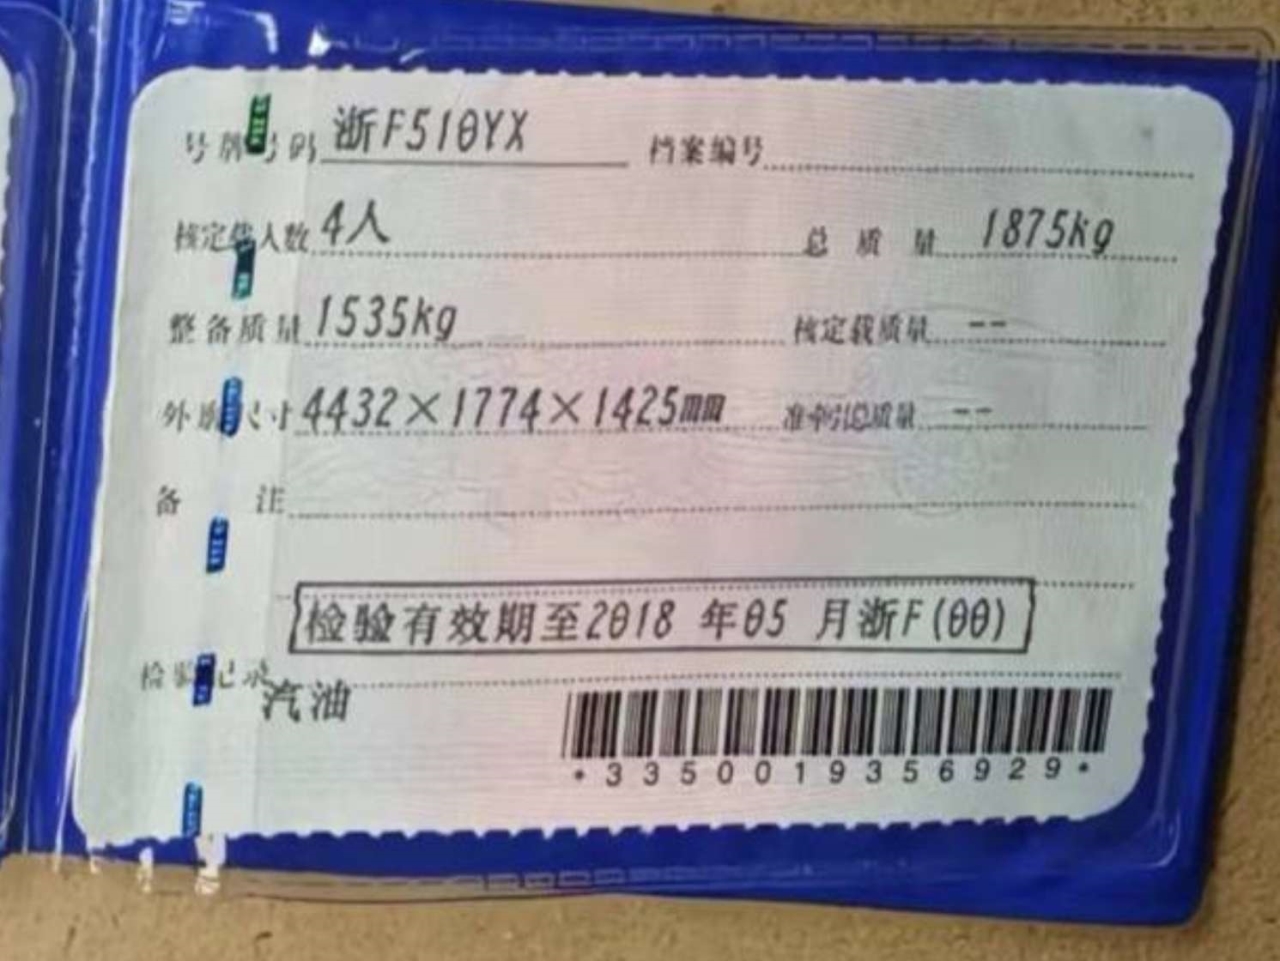 号牌号码 浙F510YX 档案编号
核定载人数 4人 总质量 1875kg
整备质量 1535kg 核定载质量 --
外廓尺寸 4432×1774×1425mm 准牵引总质量 --
备注
检验有效期至2018 年05 月浙F(00)
检验记录
汽油
*3350019356929*